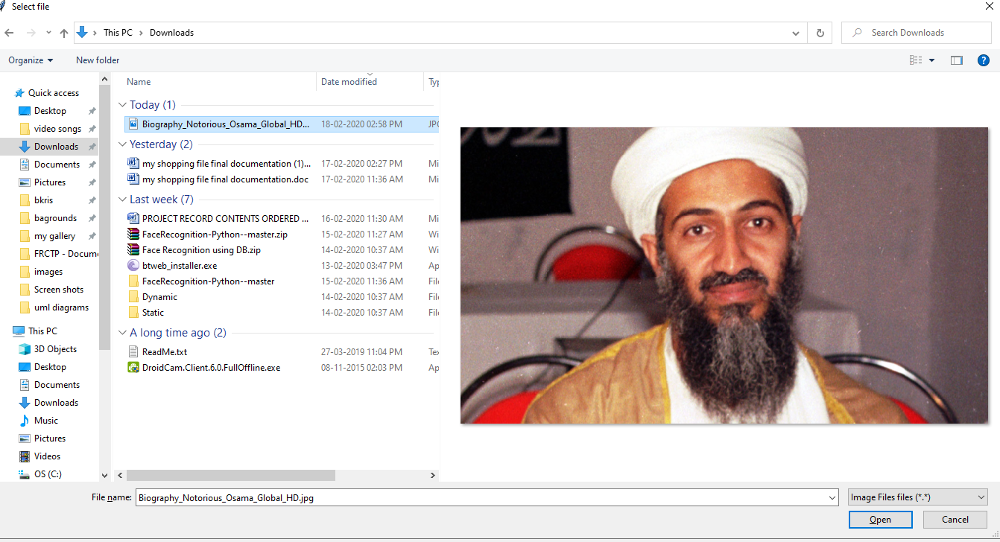 Select file
This PC > Downloads
Search Downloads
Organize
New folder
Quick access
Desktop
video songs
Downloads
Documents
Pictures
bkris
bagrounds
my gallery
FRCTP - Docume
images
Screen shots
uml diagrams
This PC
3D Objects
Desktop
Documents
Downloads
Music
Pictures
Videos
OS (C:)
Name Date modified Typ
Today (1)
Biography_Notorious_Osama_Global_HD... 18-02-2020 02:58 PM JPG
Yesterday (2)
my shopping file final documentation (1)... 17-02-2020 02:27 PM Mi
my shopping file final documentation.doc 17-02-2020 11:36 AM Mi
Last week (7)
PROJECT RECORD CONTENTS ORDERED ... 16-02-2020 11:30 AM Mi
FaceRecognition-Python--master.zip 15-02-2020 11:27 AM Wi
Face Recognition using DB.zip 14-02-2020 10:37 AM Wi
btweb_installer.exe 13-02-2020 03:47 PM Ap
FaceRecognition-Python--master 15-02-2020 11:36 AM File
Dynamic 14-02-2020 10:37 AM File
Static 14-02-2020 10:37 AM File
A long time ago (2)
ReadMe.txt 27-03-2019 11:04 PM Tex
DroidCam.Client.6.0.FullOffline.exe 08-11-2015 02:03 PM Ap
File name: Biography_Notorious_Osama_Global_HD.jpg
Image Files files (*.*)
Open
Cancel